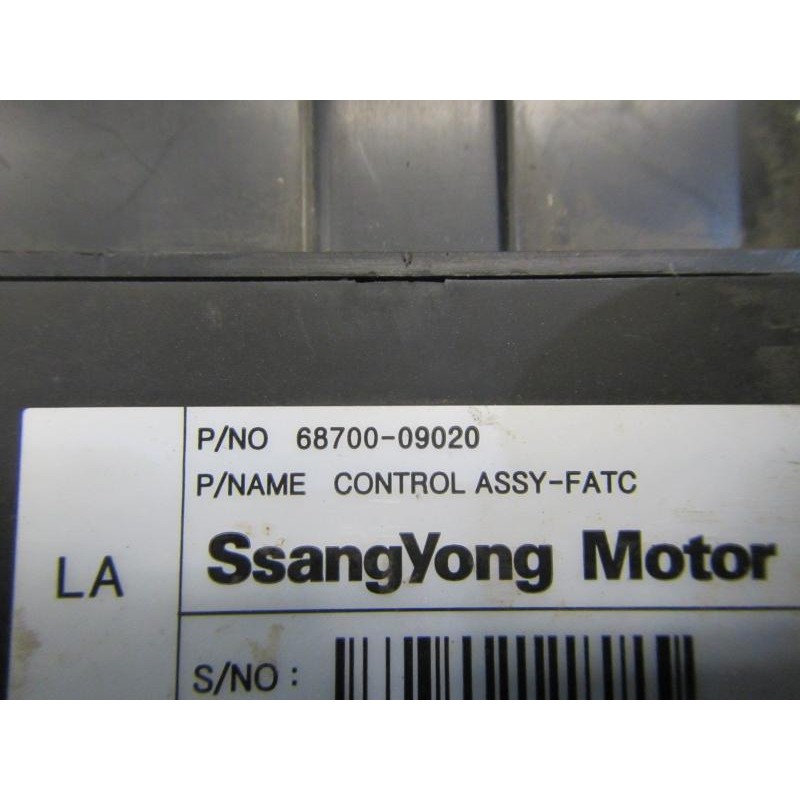 P/NO 68700-09020
P/NAME CONTROL ASSY-FATC
LA
SsangYong Motor
S/NO :